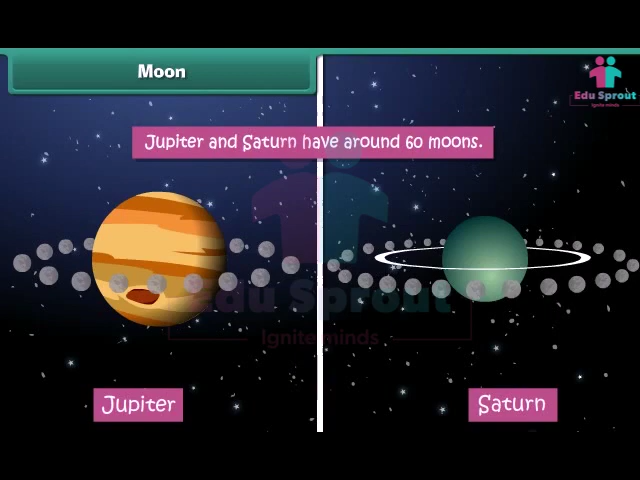 Moon
Edu Sprout
Ignite minds
Jupiter and Saturn have around 60 moons.
Edu Sprout
Ignite minds
Jupiter
Saturn